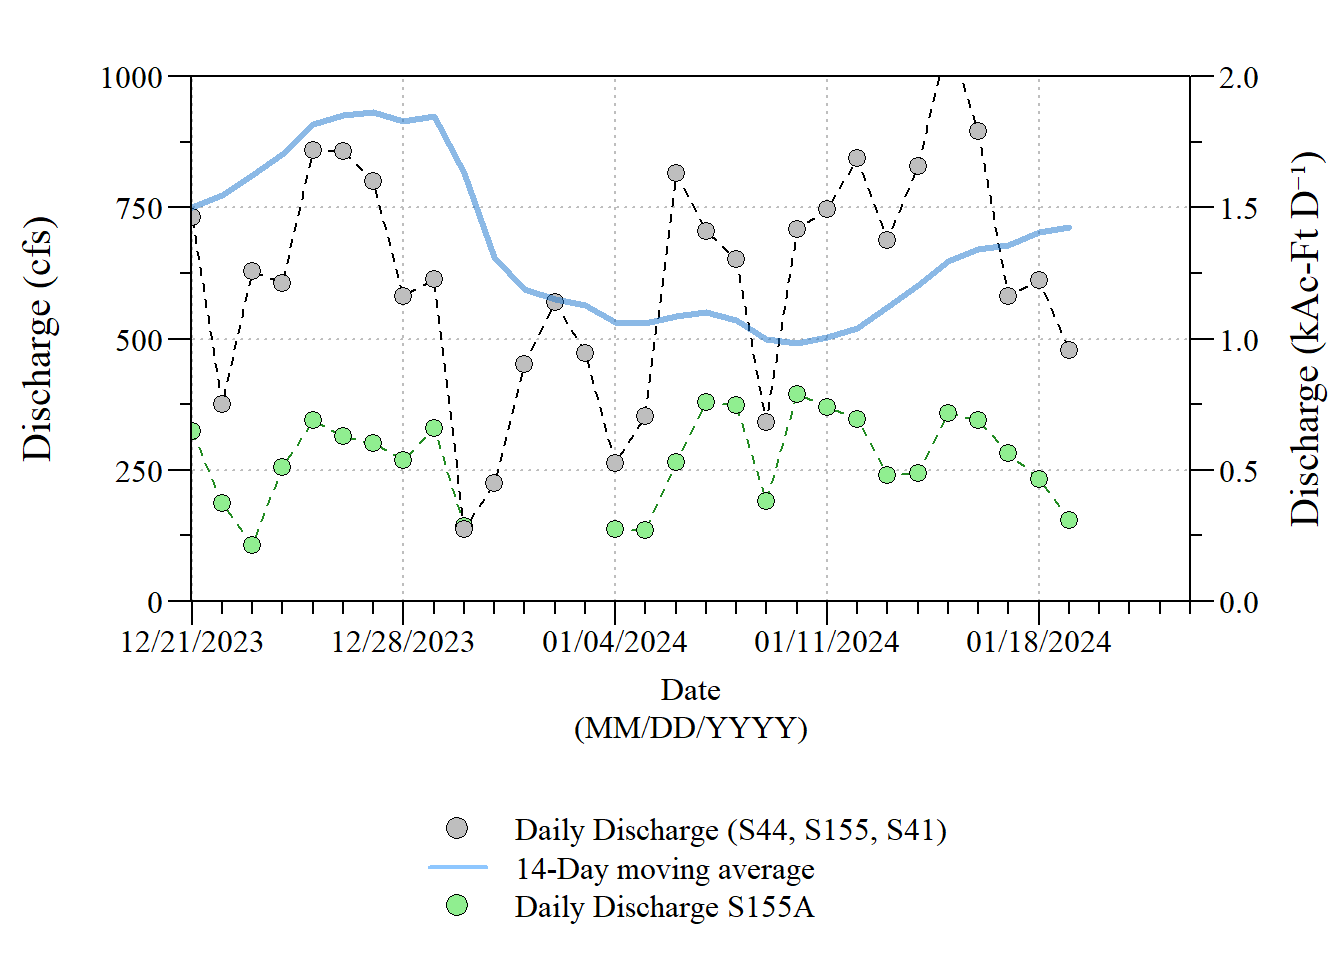 1000
750
500
250
0
Discharge (cfs)
2.0
1.5
1.0
0.5
0.0
Discharge (kAc-Ft D⁻¹)
12/21/2023 12/28/2023 01/04/2024 01/11/2024 01/18/2024
Date
(MM/DD/YYYY)
Daily Discharge (S44, S155, S41)
14-Day moving average
Daily Discharge S155A